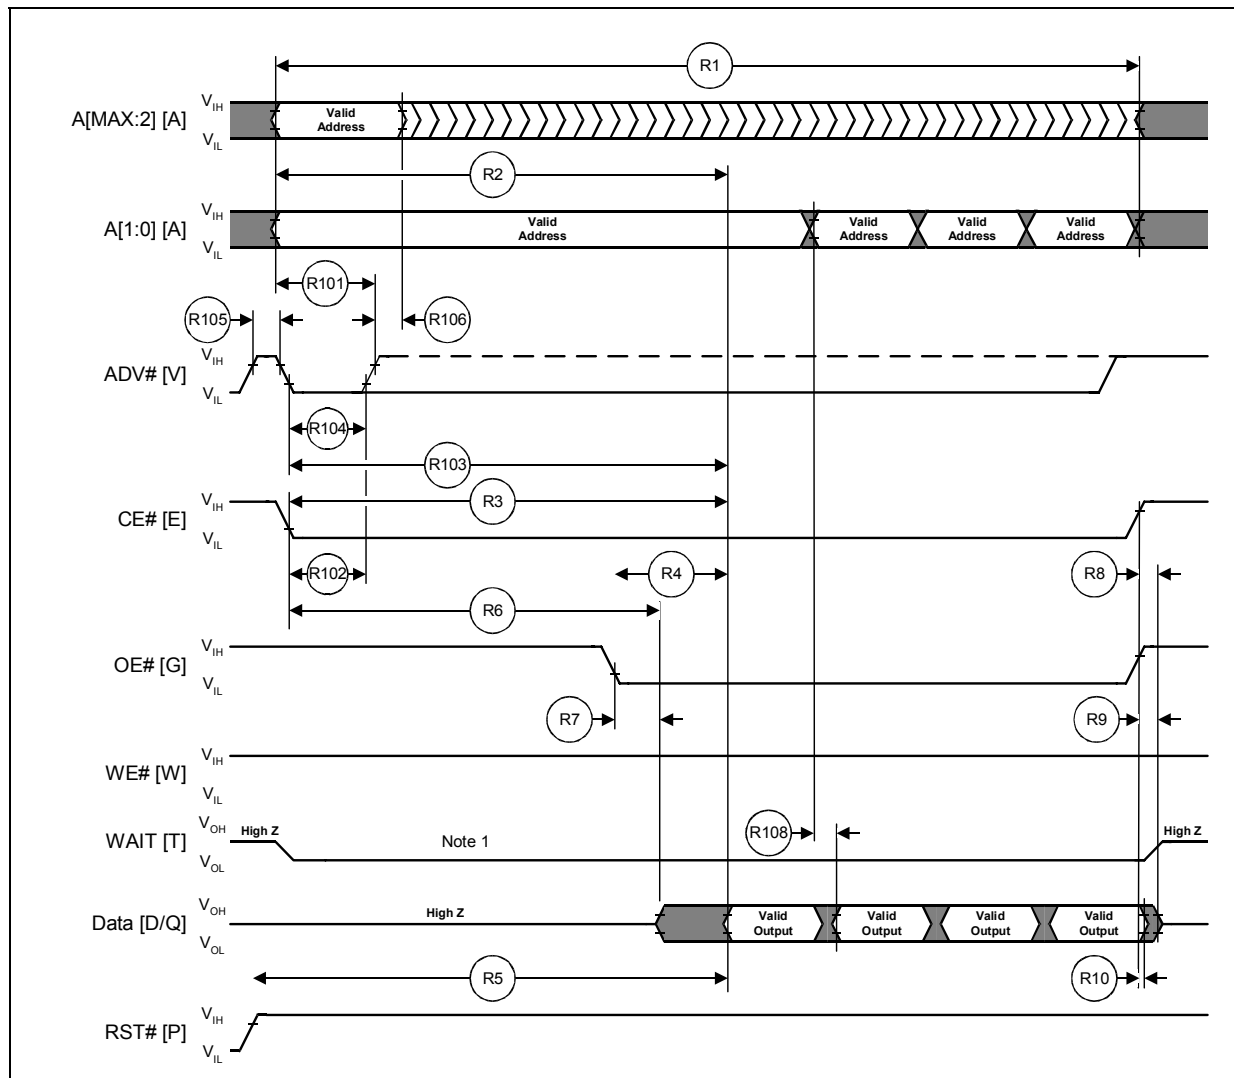 R1
V_IH
A[MAX:2] [A]
Valid
Address
V_IL
R2
V_IH
A[1:0] [A]
Valid
Address
Valid
Address
Valid
Address
Valid
Address
V_IL
R101
R105
R106
V_IH
ADV# [V]
V_IL
R104
R103
V_IH
R3
CE# [E]
V_IL
R102
R4
R8
R6
V_IH
OE# [G]
V_IL
R7
R9
V_IH
WE# [W]
V_IL
V_OH
High Z
WAIT [T]
Note 1
R108
High Z
V_OL
V_OH
High Z
Data [D/Q]
Valid
Output
Valid
Output
Valid
Output
Valid
Output
V_OL
R5
R10
V_IH
RST# [P]
V_IL